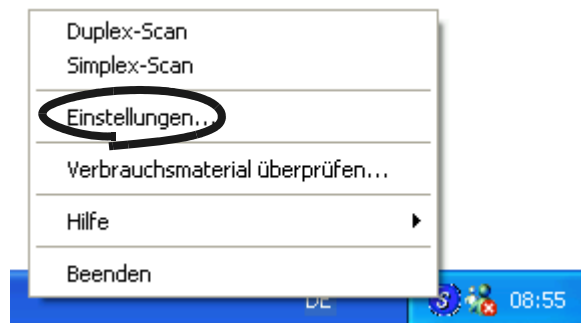 Duplex-Scan
Simplex-Scan
Einstellungen...
Verbrauchsmaterial überprüfen...
Hilfe
Beenden
DE
S
08:55